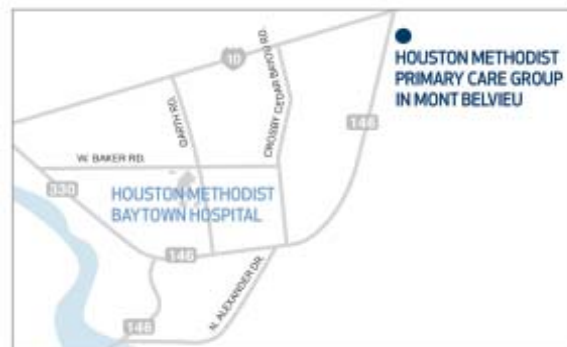 HOUSTON METHODIST
PRIMARY CARE GROUP
IN MONT BELVIEU
10
GARTH RD.
CROSBY CEDAR BAYOU RD.
146
W. BAKER RD.
330
HOUSTON METHODIST
BAYTOWN HOSPITAL
146
N. ALEXANDER DR.
146